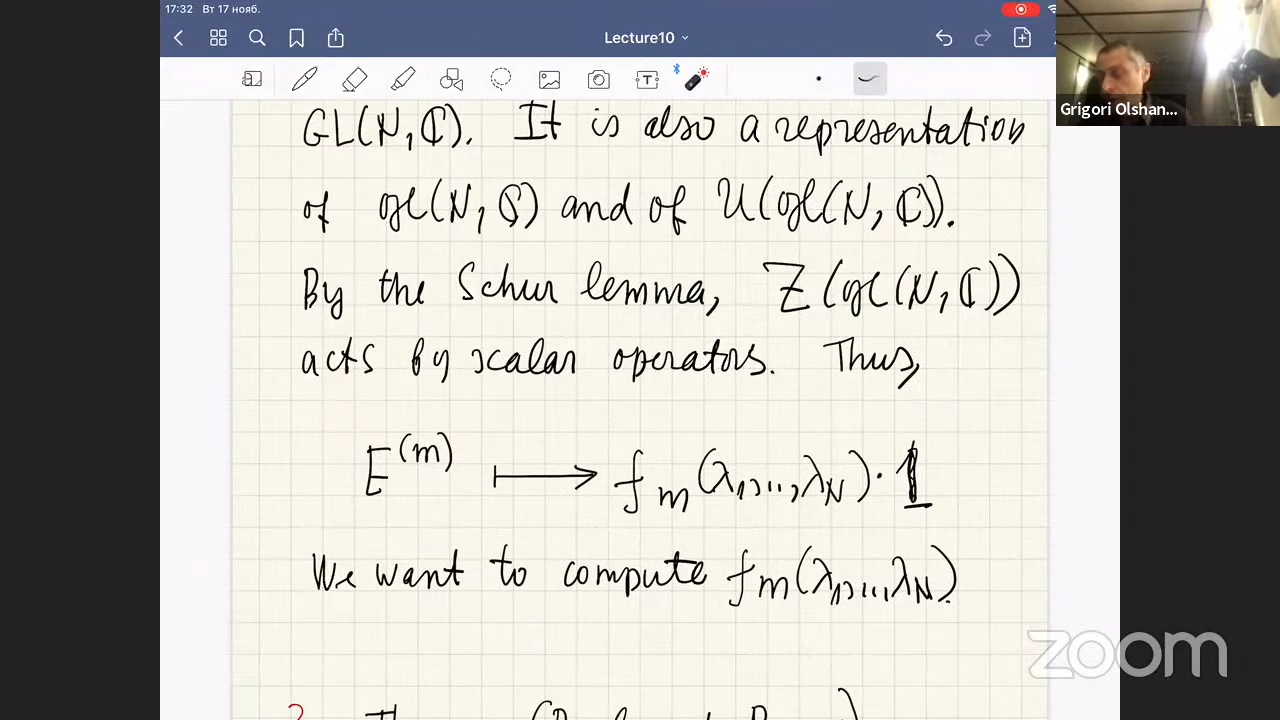 17:32 Вт 17 нояб.
Lecture10
Grigori Olshan...
GL(N,ℂ). It is also a representation
of gl(N,ℂ) and of U(gl(N,ℂ)).
By the Schur lemma, Z(gl(N,ℂ))
acts by scalar operators. Thus,
E^(m) ⟼ f_m(λ_1,...,λ_N)·1
We want to compute f_m(λ_1,...,λ_N).
zoom